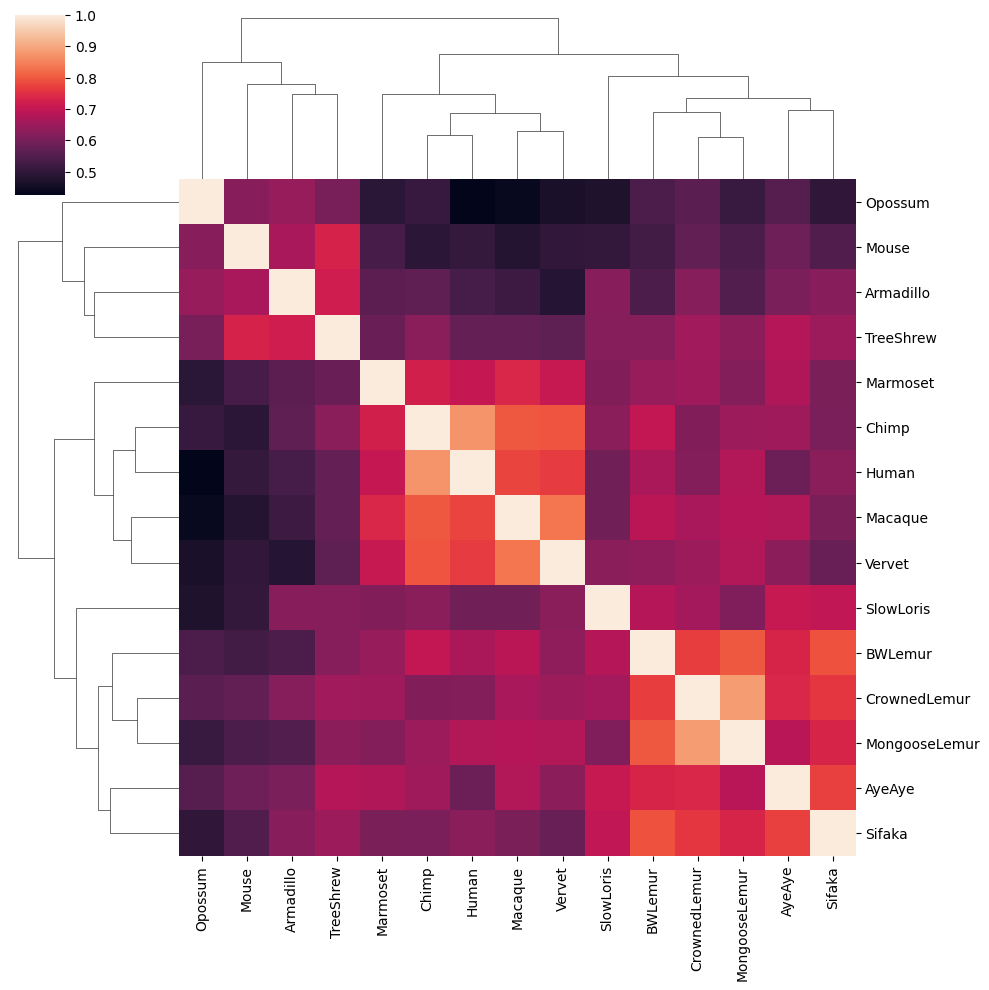 1.0
0.9
0.8
0.7
0.6
0.5
Opossum
Mouse
Armadillo
TreeShrew
Marmoset
Chimp
Human
Macaque
Vervet
SlowLoris
BWLemur
CrownedLemur
MongooseLemur
AyeAye
Sifaka
Opossum
Mouse
Armadillo
TreeShrew
Marmoset
Chimp
Human
Macaque
Vervet
SlowLoris
BWLemur
CrownedLemur
MongooseLemur
AyeAye
Sifaka